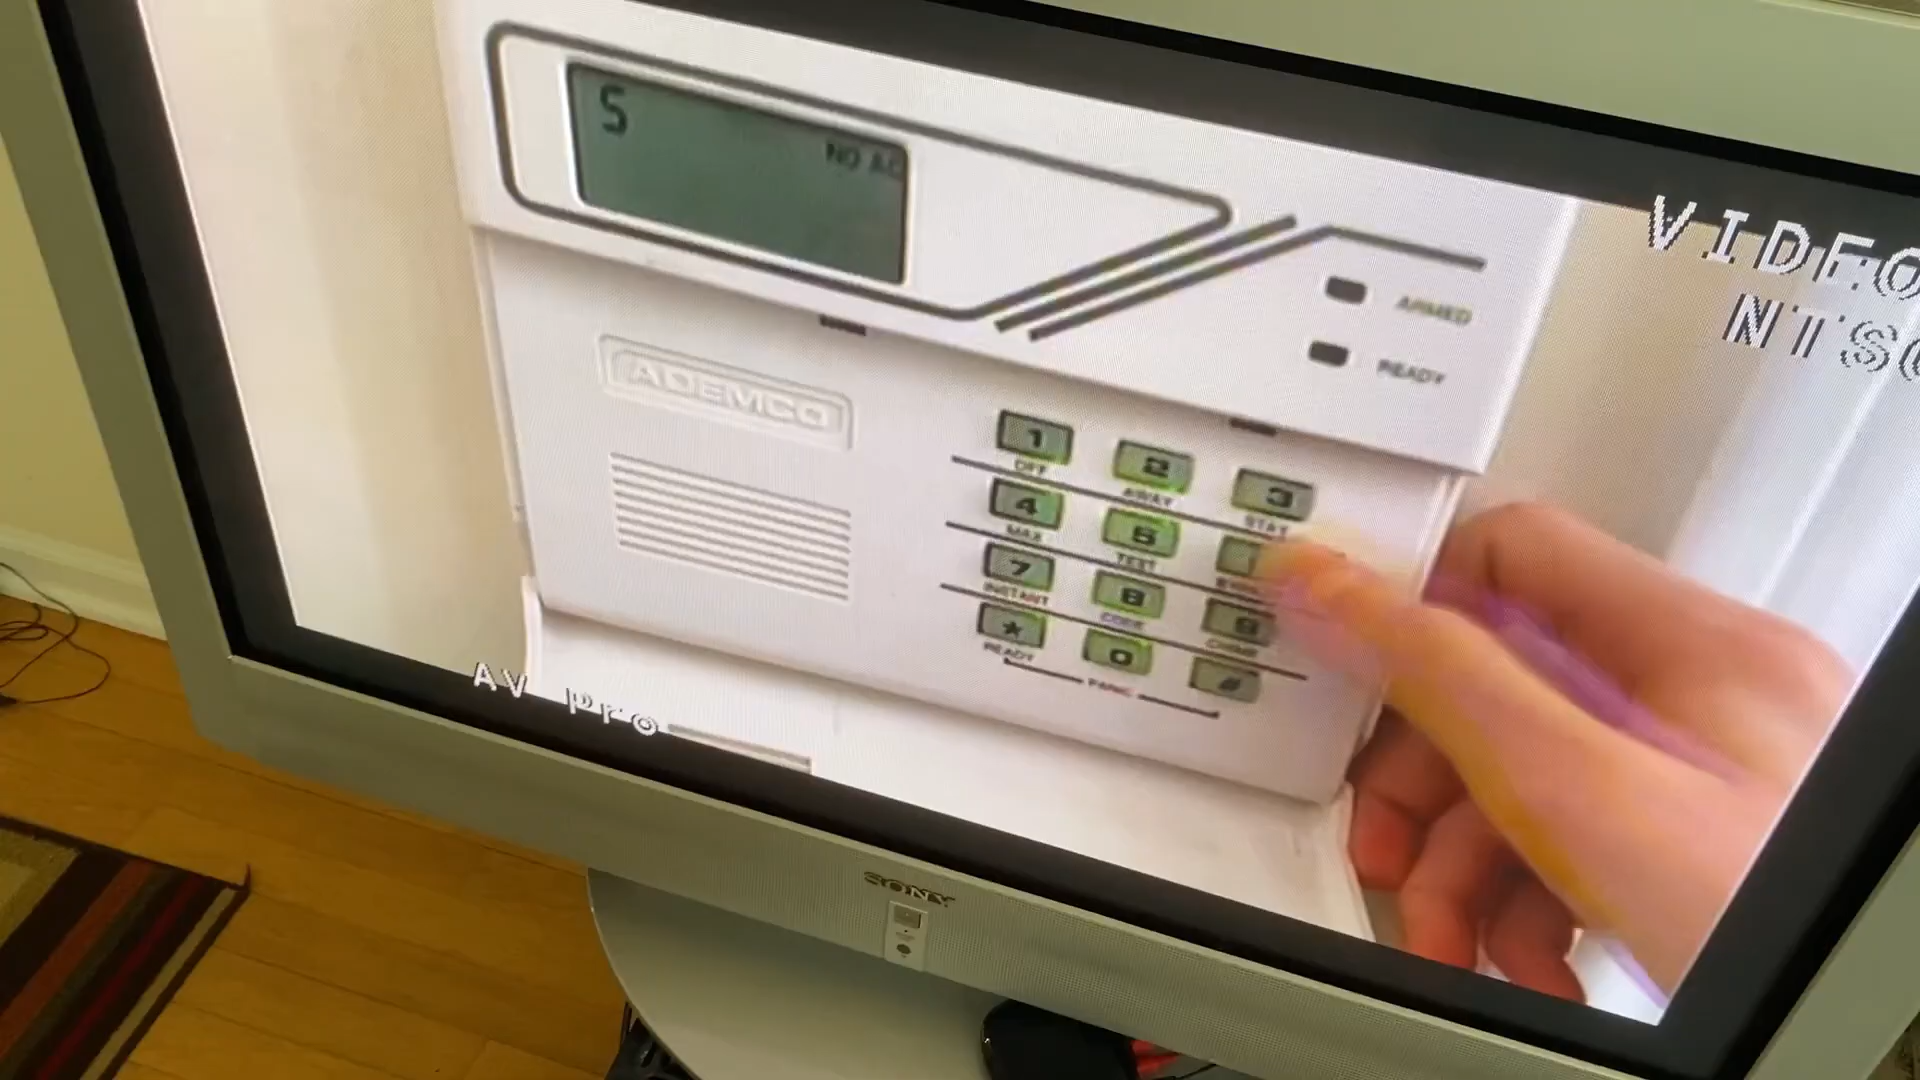 S
NO AC
VIDEO
NTSC
ARMED
READY
ADEMCO
1 2 3
OFF AWAY STAY
4 5
MAX TEST
7 8 9
INSTANT CODE CHIME
* 0 #
READY
PANIC
AV pro
SONY